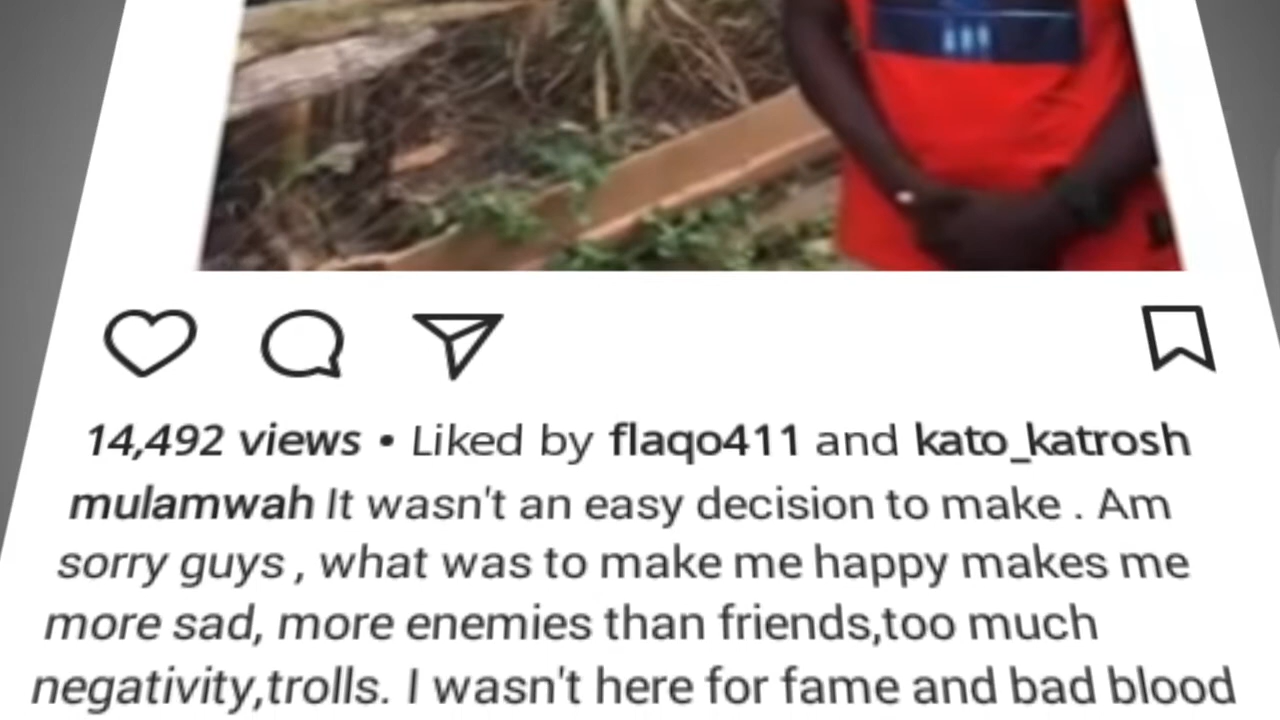 14,492 views • Liked by flaqo411 and kato_katrosh
mulamwah It wasn't an easy decision to make . Am
sorry guys , what was to make me happy makes me
more sad, more enemies than friends,too much
negativity,trolls. I wasn't here for fame and bad blood